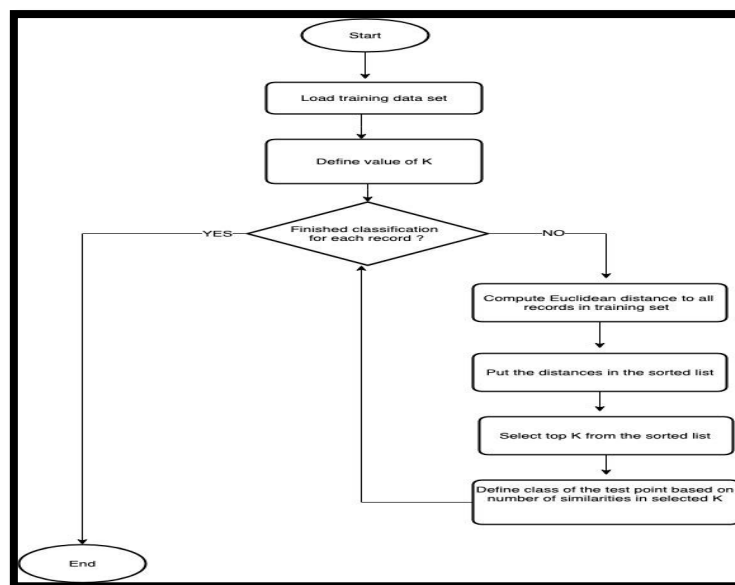 Start
Load training data set
Define value of K
Finished classification
for each record ?
YES
NO
Compute Euclidean distance to all
records in training set
Put the distances in the sorted list
Select top K from the sorted list
Define class of the test point based on
number of similarities in selected K
End